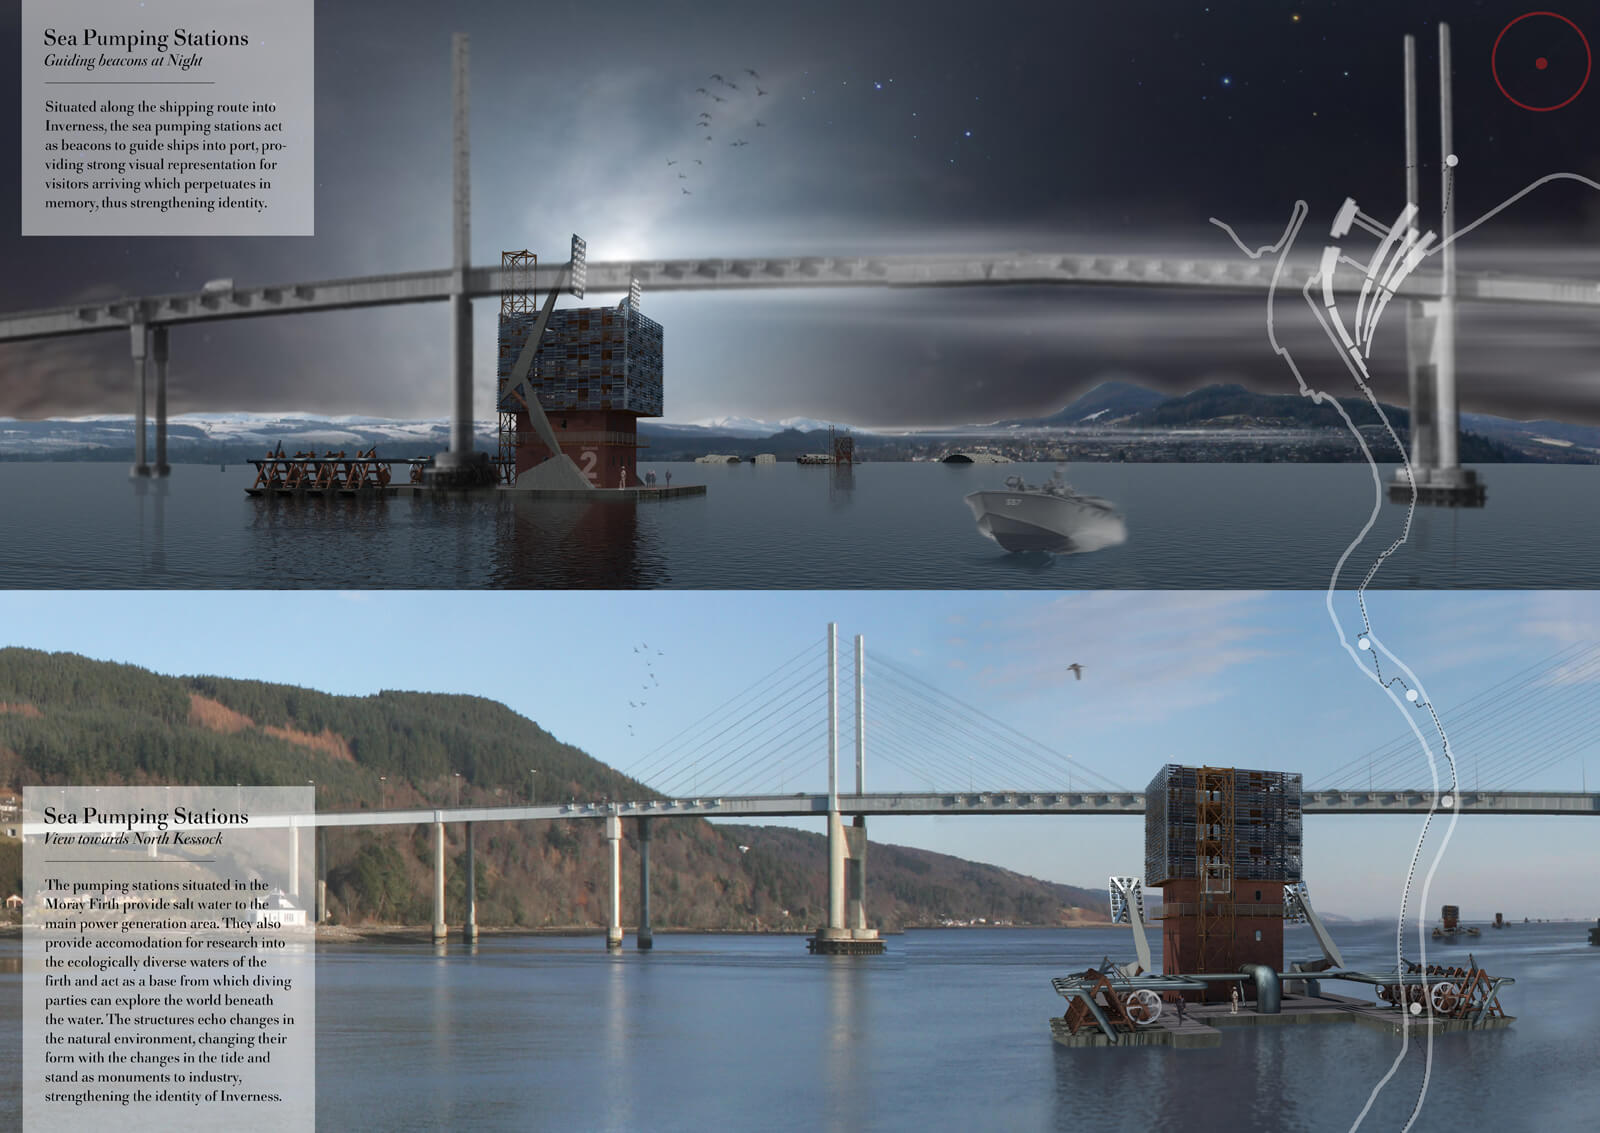 Sea Pumping Stations
Guiding beacons at Night
Situated along the shipping route into
Inverness, the sea pumping stations act
as beacons to guide ships into port, pro-
viding strong visual representation for
visitors arriving which perpetuates in
memory, thus strengthening identity.
2
557
Sea Pumping Stations
View towards North Kessock
The pumping stations situated in the
Moray Firth provide salt water to the
main power generation area. They also
provide accomodation for research into
the ecologically diverse waters of the
firth and act as a base from which diving
parties can explore the world beneath
the water. The structures echo changes in
the natural environment, changing their
form with the changes in the tide and
stand as monuments to industry,
strengthening the identity of Inverness.